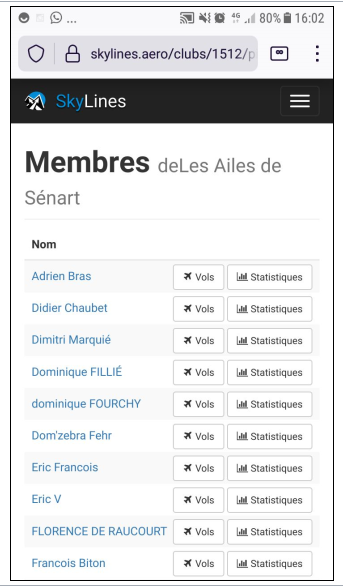 ... 4G 80% 16:02
skylines.aero/clubs/1512/p
SkyLines
Membres deLes Ailes de
Sénart
Nom
Adrien Bras Vols Statistiques
Didier Chaubet Vols Statistiques
Dimitri Marquié Vols Statistiques
Dominique FILLIÉ Vols Statistiques
dominique FOURCHY Vols Statistiques
Dom'zebra Fehr Vols Statistiques
Eric Francois Vols Statistiques
Eric V Vols Statistiques
FLORENCE DE RAUCOURT Vols Statistiques
Francois Biton Vols Statistiques